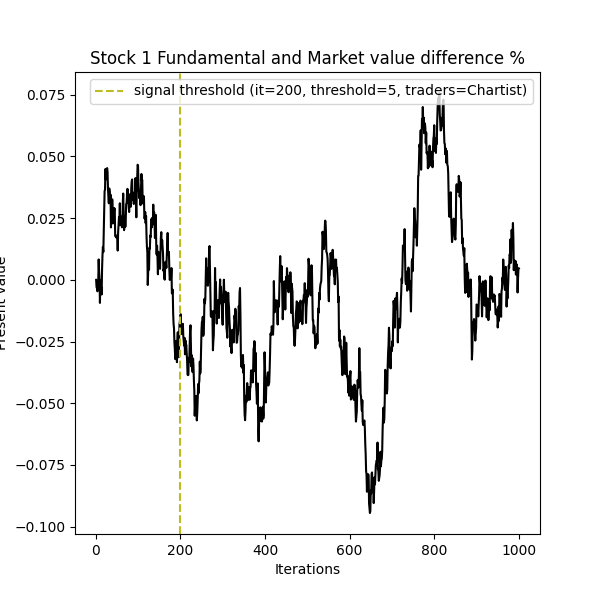 Stock 1 Fundamental and Market value difference %
signal threshold (it=200, threshold=5, traders=Chartist)
0.075
0.050
0.025
0.000
−0.025
−0.050
−0.075
−0.100
Present value
0 200 400 600 800 1000
Iterations